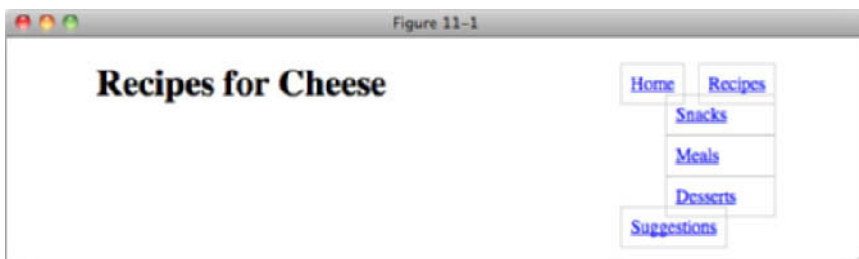 Figure 11–1
Recipes for Cheese
Home Recipes
Snacks
Meals
Desserts
Suggestions